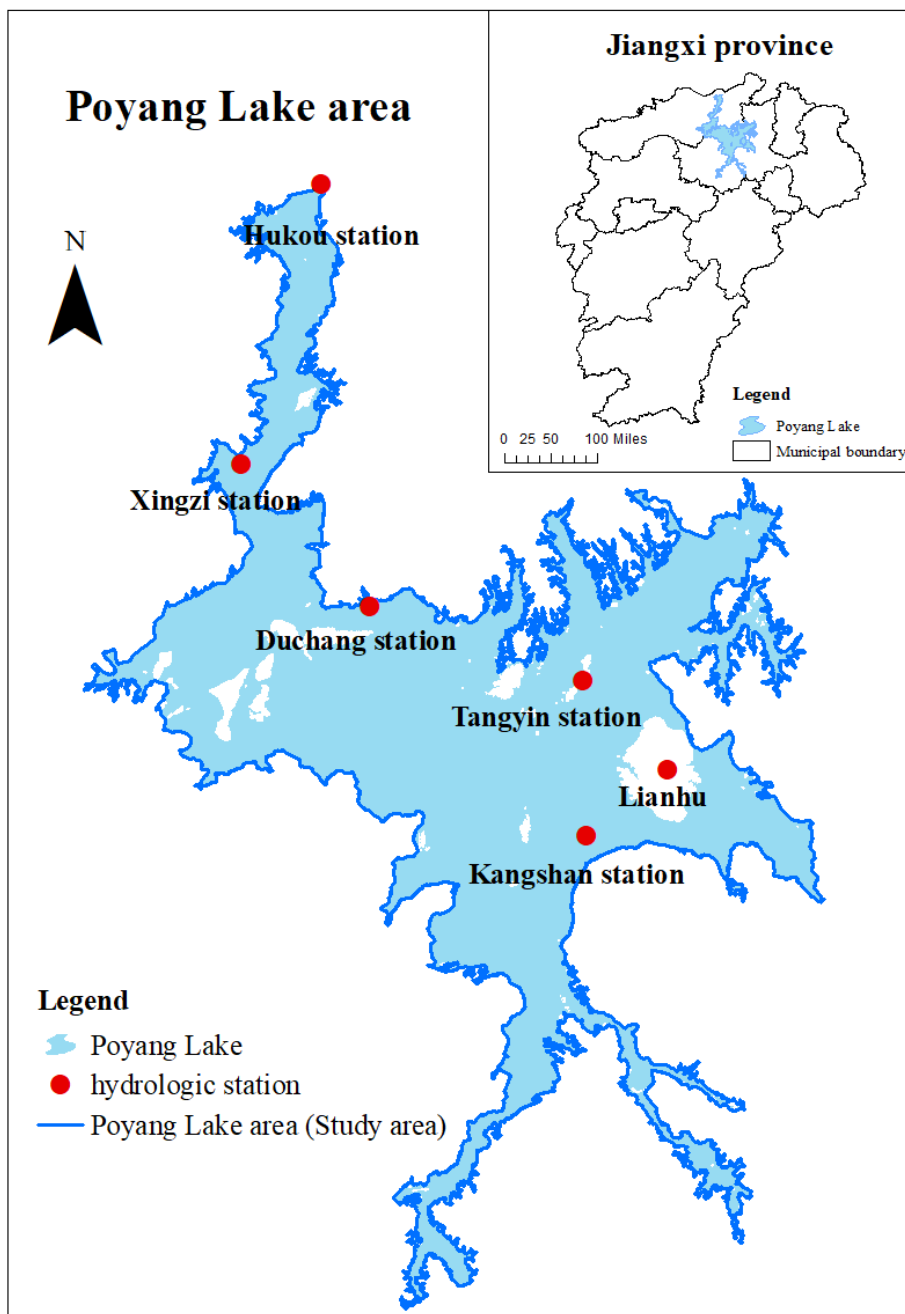 Poyang Lake area
Jiangxi province
Legend
Poyang Lake
Municipal boundary
0 25 50 100 Miles
N
Hukou station
Xingzi station
Duchang station
Tangyin station
Lianhu
Kangshan station
Legend
Poyang Lake
hydrologic station
Poyang Lake area (Study area)